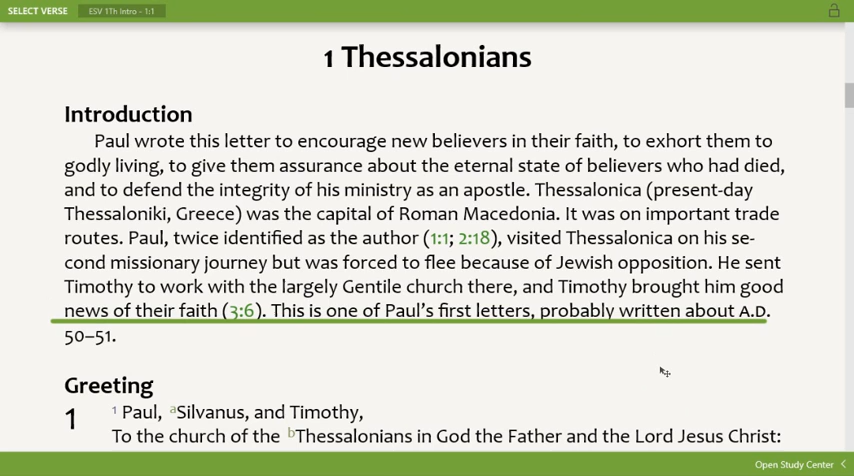 SELECT VERSE ESV 1Th Intro - 1:1
1 Thessalonians
Introduction
Paul wrote this letter to encourage new believers in their faith, to exhort them to
godly living, to give them assurance about the eternal state of believers who had died,
and to defend the integrity of his ministry as an apostle. Thessalonica (present-day
Thessaloniki, Greece) was the capital of Roman Macedonia. It was on important trade
routes. Paul, twice identified as the author (1:1; 2:18), visited Thessalonica on his se-
cond missionary journey but was forced to flee because of Jewish opposition. He sent
Timothy to work with the largely Gentile church there, and Timothy brought him good
news of their faith (3:6). This is one of Paul's first letters, probably written about A.D.
50–51.
Greeting
1 1 Paul, aSilvanus, and Timothy,
To the church of the bThessalonians in God the Father and the Lord Jesus Christ:
Open Study Center